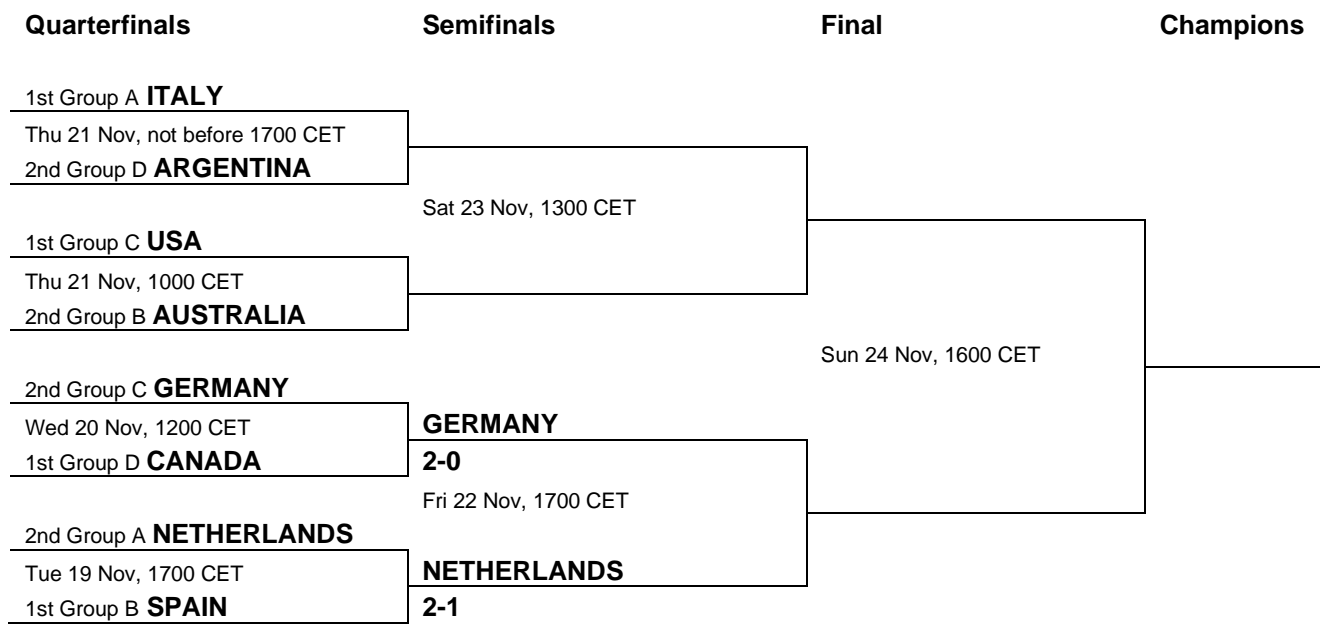 Quarterfinals Semifinals Final Champions
1st Group A ITALY
Thu 21 Nov, not before 1700 CET
2nd Group D ARGENTINA
Sat 23 Nov, 1300 CET
1st Group C USA
Thu 21 Nov, 1000 CET
2nd Group B AUSTRALIA
Sun 24 Nov, 1600 CET
2nd Group C GERMANY
Wed 20 Nov, 1200 CET
GERMANY
1st Group D CANADA
2-0
Fri 22 Nov, 1700 CET
2nd Group A NETHERLANDS
Tue 19 Nov, 1700 CET
NETHERLANDS
1st Group B SPAIN
2-1